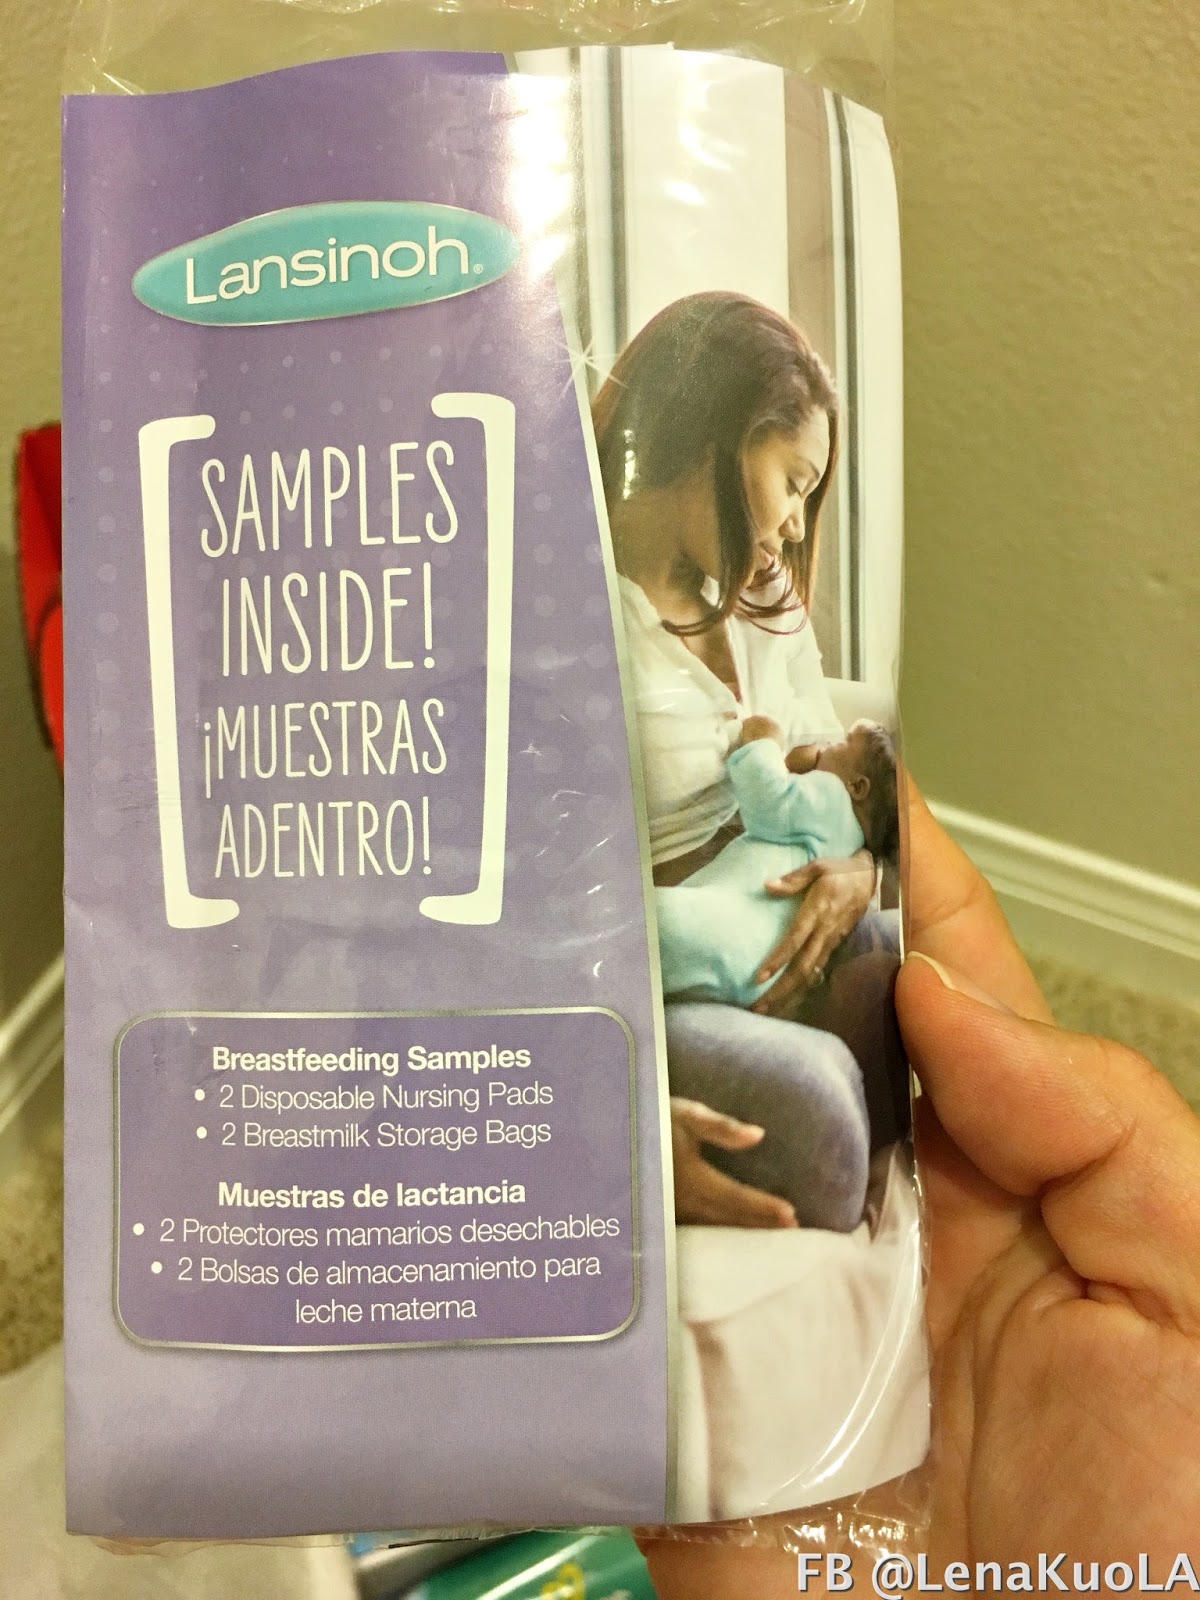 Lansinoh®
SAMPLES
INSIDE!
¡MUESTRAS
ADENTRO!
Breastfeeding Samples
• 2 Disposable Nursing Pads
• 2 Breastmilk Storage Bags
Muestras de lactancia
• 2 Protectores mamarios desechables
• 2 Bolsas de almacenamiento para
leche materna
FB @LenaKuoLA